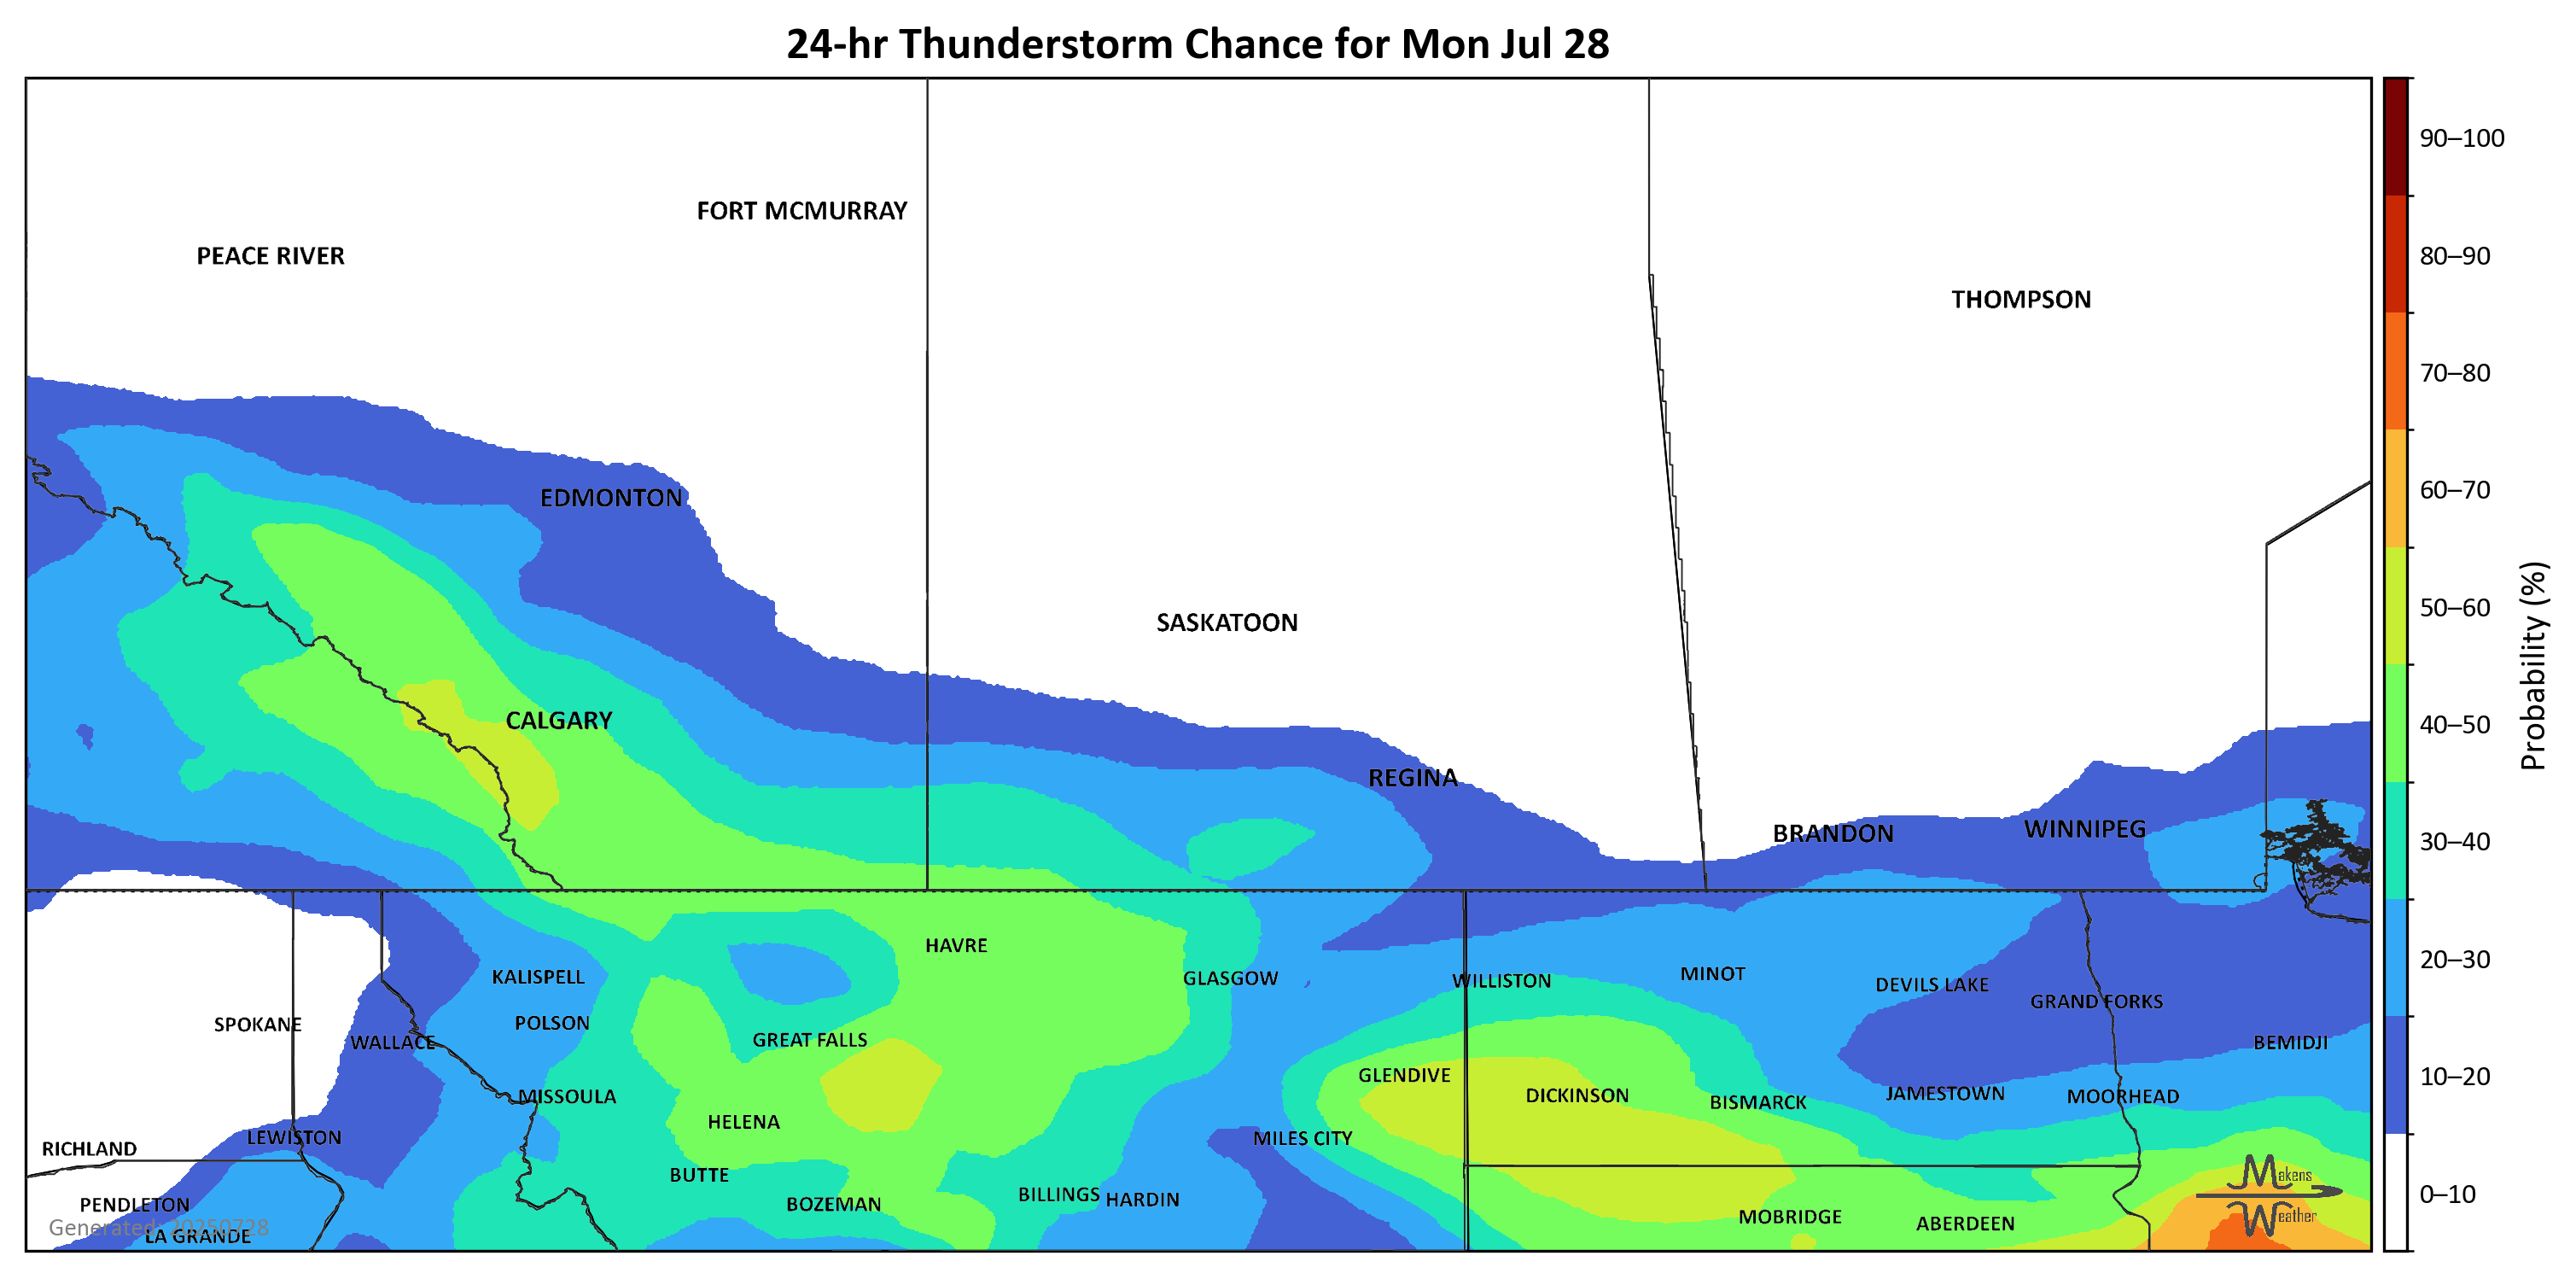 24-hr Thunderstorm Chance for Mon Jul 28
FORT MCMURRAY
PEACE RIVER
THOMPSON
EDMONTON
SASKATOON
CALGARY
REGINA
BRANDON
WINNIPEG
HAVRE
KALISPELL
GLASGOW
WILLISTON
MINOT
DEVILS LAKE
GRAND FORKS
SPOKANE
POLSON
WALLACE
GREAT FALLS
BEMIDJI
GLENDIVE
MISSOULA
DICKINSON
BISMARCK
JAMESTOWN
MOORHEAD
HELENA
LEWISTON
MILES CITY
RICHLAND
BUTTE
BILLINGS
HARDIN
PENDLETON
BOZEMAN
MOBRIDGE
ABERDEEN
Generated: 20250728
LA GRANDE
Makens
Weather
90–100
80–90
70–80
60–70
50–60
40–50
30–40
20–30
10–20
0–10
Probability (%)